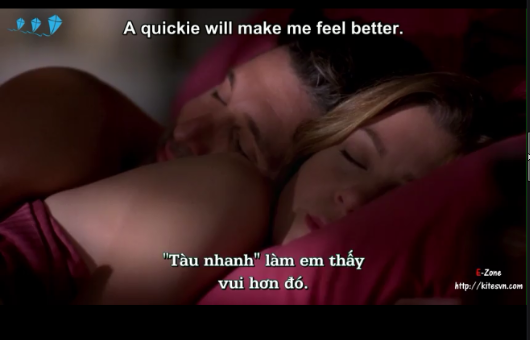 A quickie will make me feel better.
"Tàu nhanh" làm em thấy
vui hơn đó.
E-Zone
http://kitesvn.com